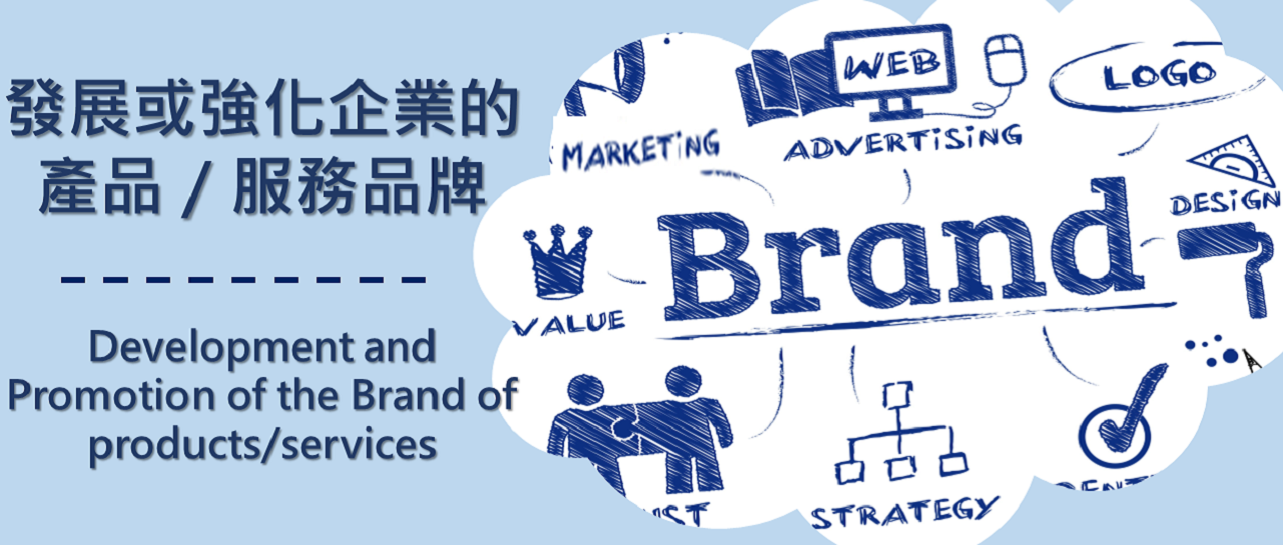 發展或強化企業的
產品 / 服務品牌
Development and
Promotion of the Brand of
products/services
WEB
LOGO
MARKETING
ADVERTISING
DESIGN
Brand
VALUE
STRATEGY